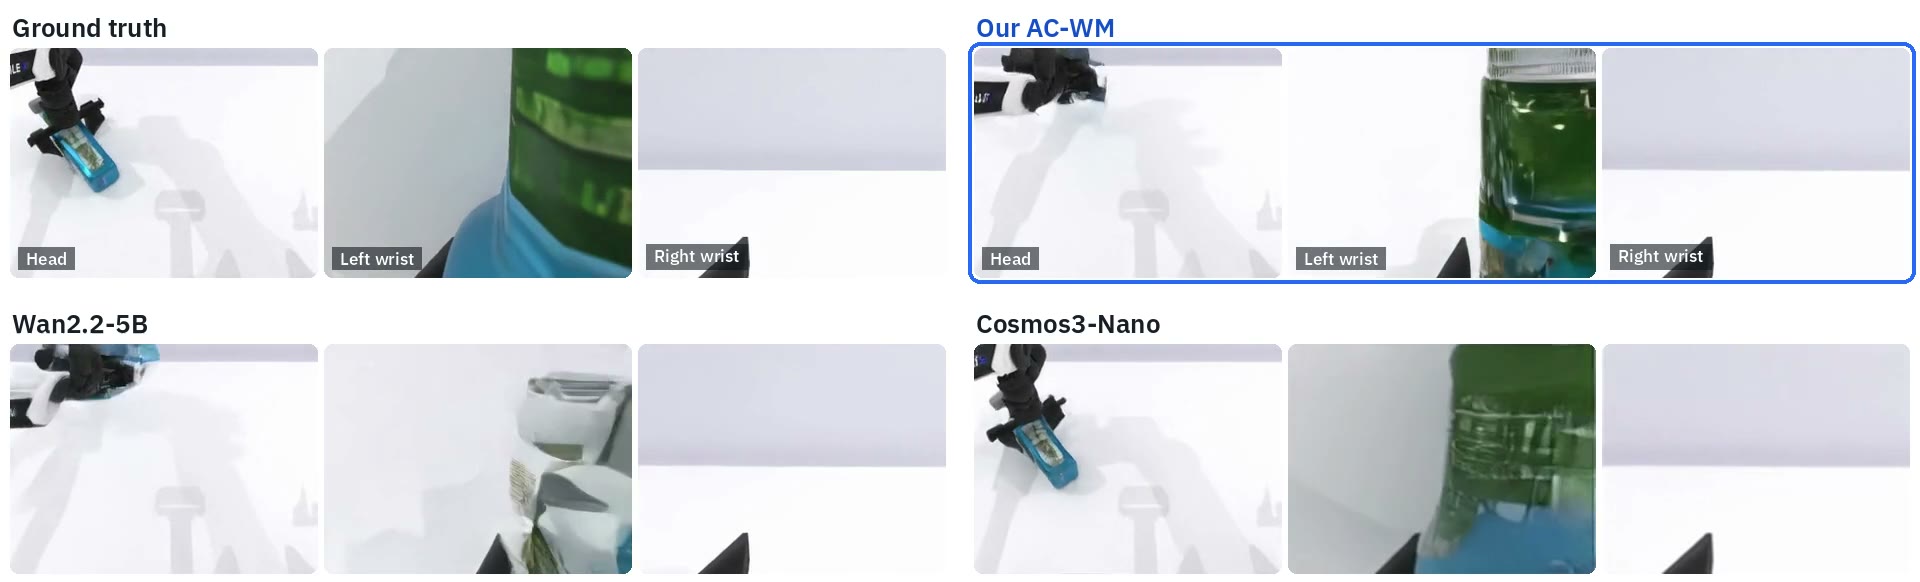 Ground truth
Our AC-WM
Head
Left wrist
Right wrist
Head
Left wrist
Right wrist
Wan2.2-5B
Cosmos3-Nano